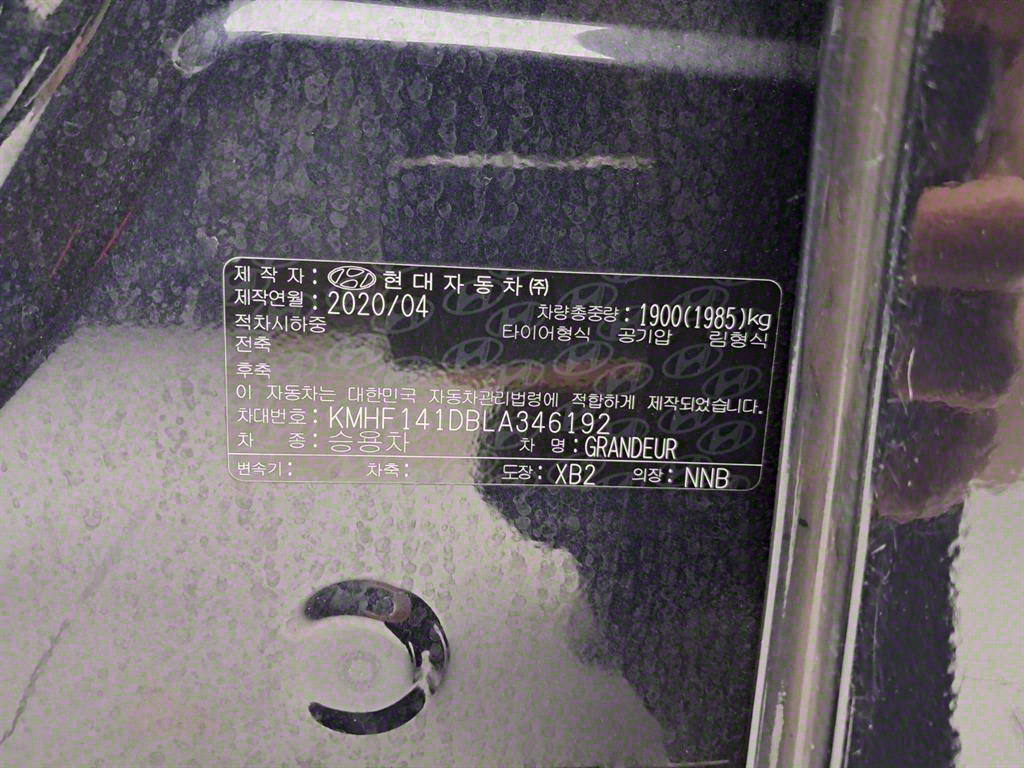 제 작 자 : 현대자동차㈜
제작연월 : 2020/04 차량총중량 : 1900(1985)kg
적차시하중 타이어형식 공기압 림형식
전축
후축
이 자동차는 대한민국 자동차관리법령에 적합하게 제작되었습니다.
차대번호 : KMHF141DBLA346192
차 종 : 승용차 차 명 : GRANDEUR
변속기 : 차축 : 도장 : XB2 의장 : NNB